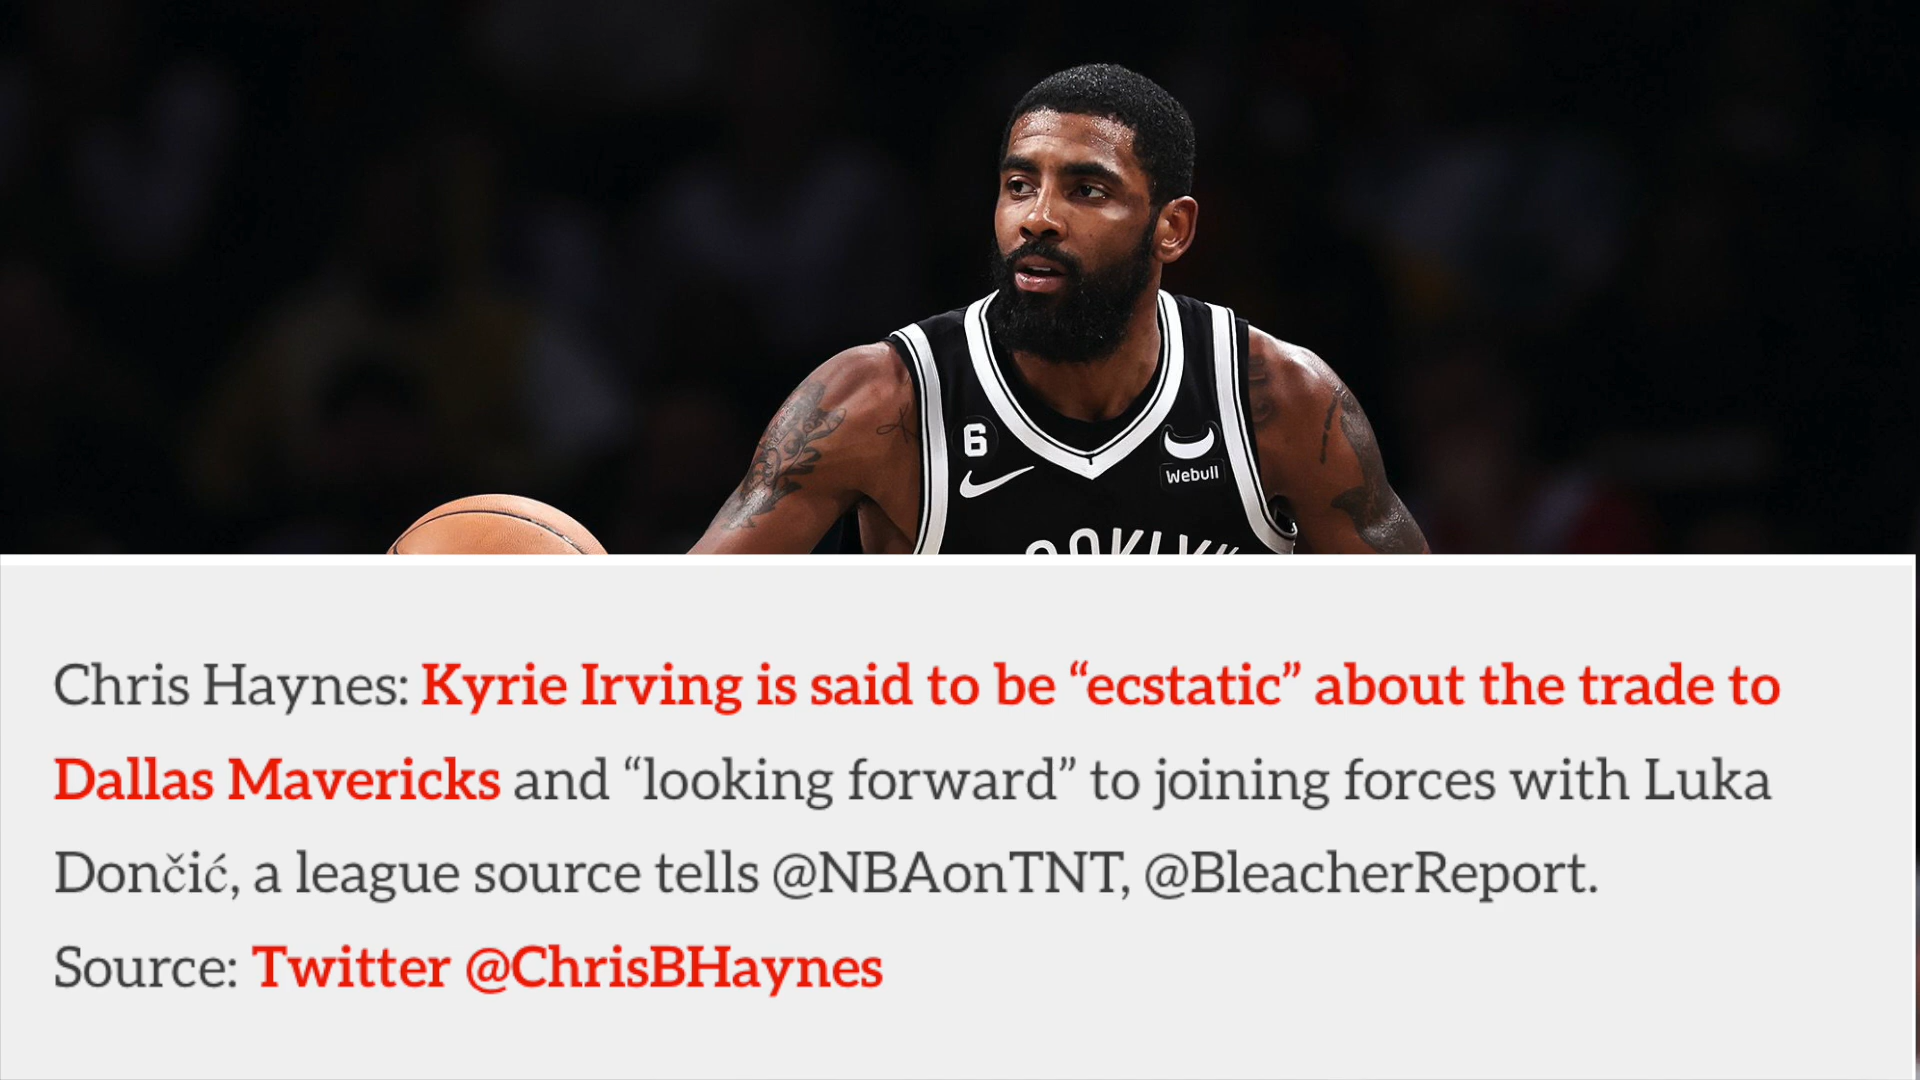 6
Webull
Chris Haynes: Kyrie Irving is said to be “ecstatic” about the trade to
Dallas Mavericks and “looking forward” to joining forces with Luka
Dončić, a league source tells @NBAonTNT, @BleacherReport.
Source: Twitter @ChrisBHaynes